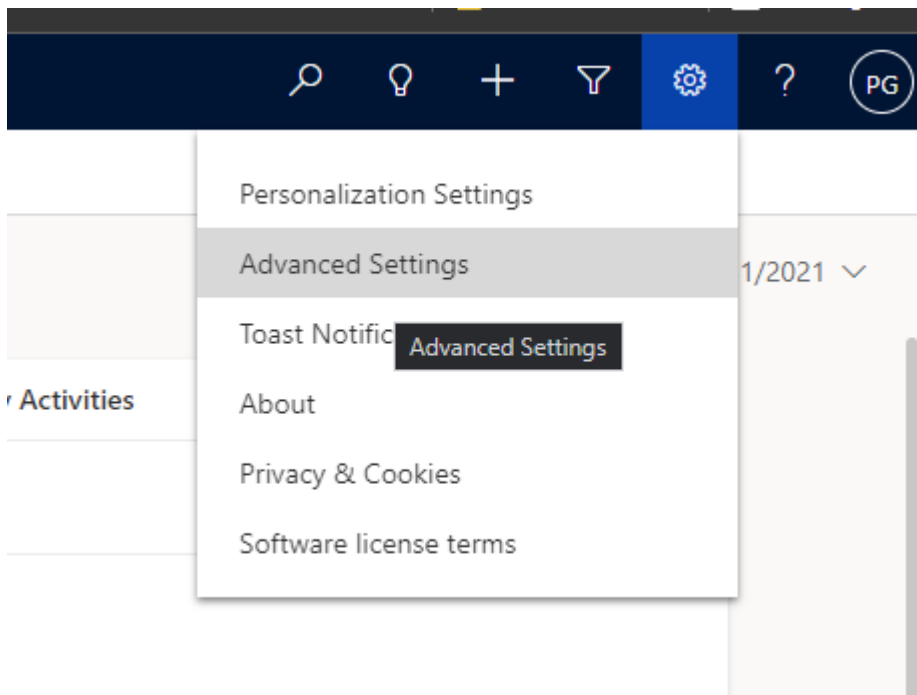 ?
PG
Personalization Settings
Advanced Settings
1/2021
Toast Notific
Advanced Settings
Activities
About
Privacy & Cookies
Software license terms